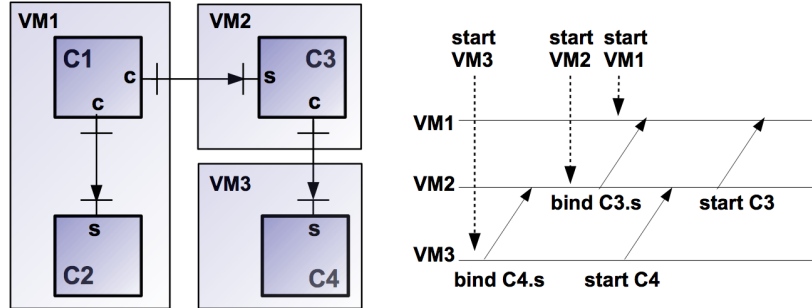 VM1
C1
c
c
s
C2
VM2
C3
s
c
VM3
s
C4
start
VM3
start
VM2
start
VM1
VM1
VM2
bind C3.s
start C3
VM3
bind C4.s
start C4